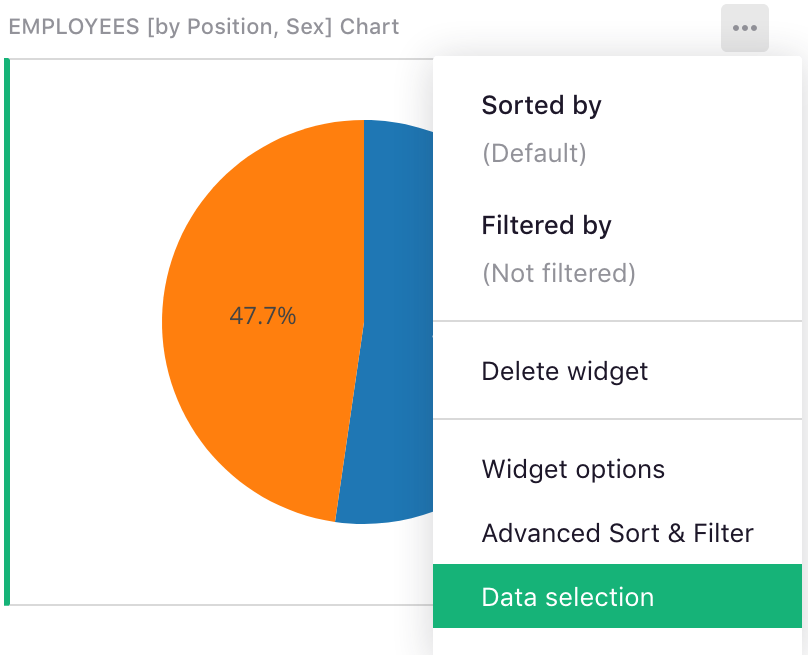 EMPLOYEES [by Position, Sex] Chart
Sorted by
(Default)
Filtered by
(Not filtered)
47.7%
Delete widget
Widget options
Advanced Sort & Filter
Data selection